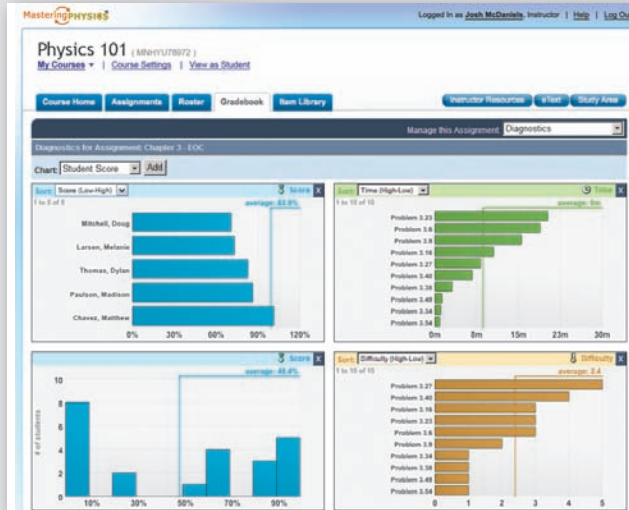 MasteringPHYSICS
Logged in as Josh McDaniels, Instructor | Help | Log Ou
Physics 101 ( MNHYU78972 )
My Courses | Course Settings | View as Student
Course Home Assignments Roster Gradebook Item Library
Instructor Resources eText Study Area
Manage this Assignment: Diagnostics
Diagnostics for Assignment: Chapter 3 - EOC
Chart: Student Score Add
Sort: Score (Low-High) Score X
1 to 5 of 5
Mitchell, Doug
Larsen, Melanie
Thomas, Dylan
Paulson, Madison
Chavez, Matthew
0% 30% 60% 90% 120%
Sort: Time (High-Low) Time X
1 to 10 of 10 average: 9m
Problem 3.23
Problem 3.6
Problem 3.9
Problem 3.16
Problem 3.27
Problem 3.40
Problem 3.38
Problem 3.49
Problem 3.34
Problem 3.54
0m 8m 15m 23m 30m
Score X
average: 48.4%
# of students
10
8
6
4
2
0
10% 30% 50% 70% 90%
Sort: Difficulty (High-Low) Difficulty X
1 to 10 of 10 average: 2.4
Problem 3.27
Problem 3.40
Problem 3.16
Problem 3.23
Problem 3.6
Problem 3.9
Problem 3.34
Problem 3.38
Problem 3.49
Problem 3.54
0 1 2 3 4 5